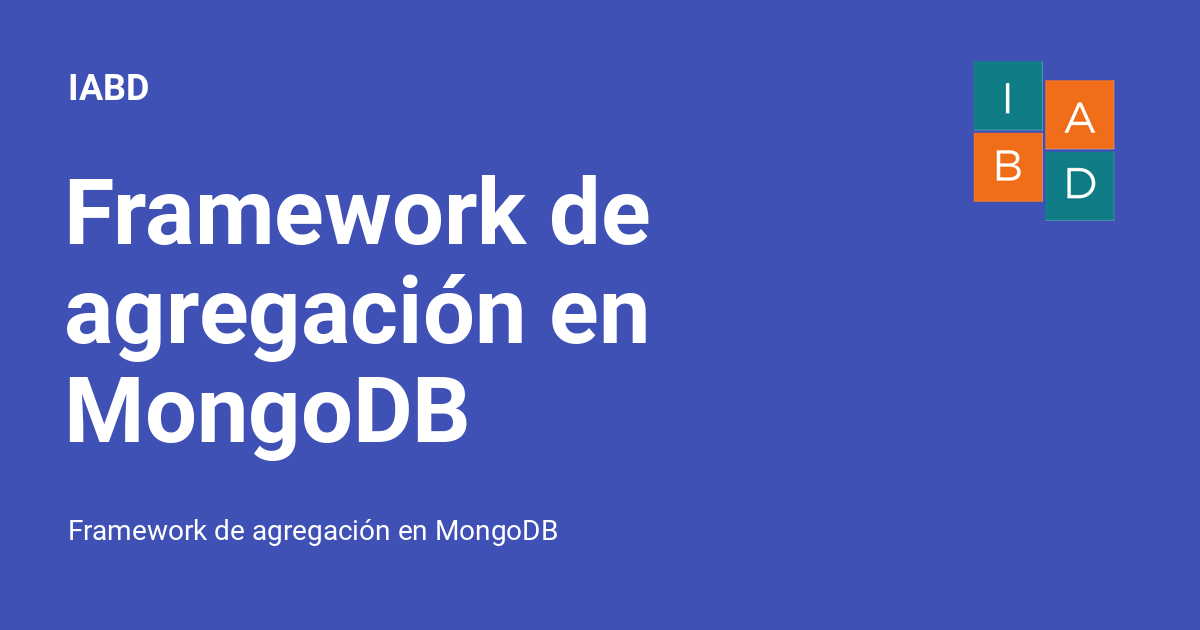 IABD
I A
B D
Framework de
agregación en
MongoDB
Framework de agregación en MongoDB